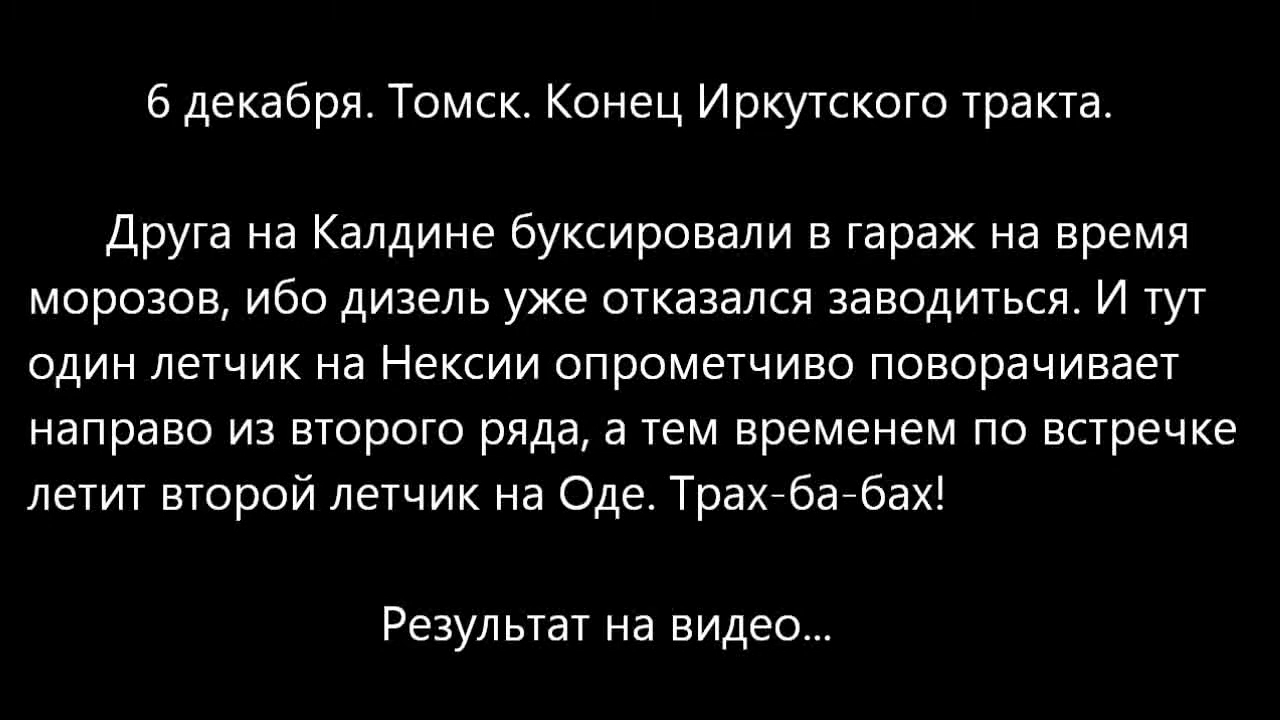 6 декабря. Томск. Конец Иркутского тракта.
Друга на Калдине буксировали в гараж на время
морозов, ибо дизель уже отказался заводиться. И тут
один летчик на Нексии опрометчиво поворачивает
направо из второго ряда, а тем временем по встречке
летит второй летчик на Оде. Трах-ба-бах!
Результат на видео...